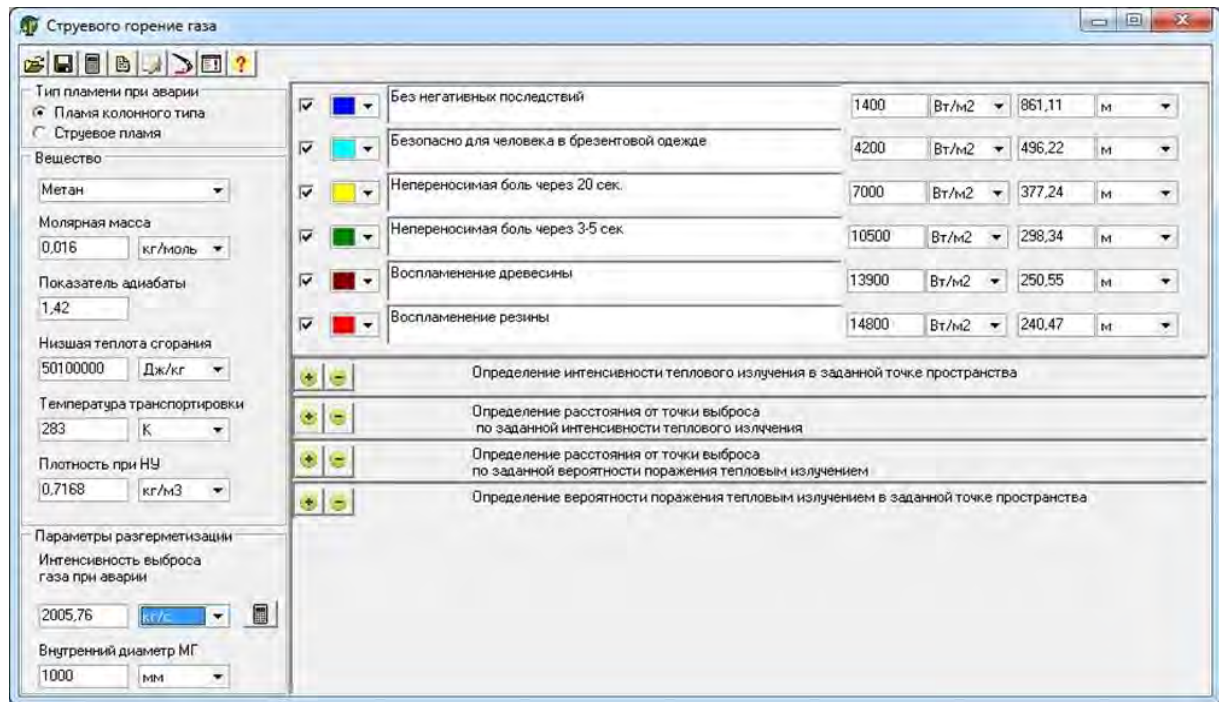 Струевого горение газа
Тип пламени при аварии
Пламя колонного типа
Струевое пламя
Вещество
Метан
Молярная масса
0,016 кг/моль
Показатель адиабаты
1,42
Низшая теплота сгорания
50100000 Дж/кг
Температура транспортировки
283 К
Плотность при НУ
0,7168 кг/м3
Параметры разгерметизации
Интенсивность выброса
газа при аварии
2005,76 кг/с
Внутренний диаметр МГ
1000 мм
Без негативных последствий 1400 Вт/м2 861,11 м
Безопасно для человека в брезентовой одежде 4200 Вт/м2 496,22 м
Непереносимая боль через 20 сек. 7000 Вт/м2 377,24 м
Непереносимая боль через 3-5 сек 10500 Вт/м2 298,34 м
Воспламенение древесины 13900 Вт/м2 250,55 м
Воспламенение резины 14800 Вт/м2 240,47 м
Определение интенсивности теплового излучения в заданной точке пространства
Определение расстояния от точки выброса
по заданной интенсивности теплового излучения
Определение расстояния от точки выброса
по заданной вероятности поражения тепловым излучением
Определение вероятности поражения тепловым излучением в заданной точке пространства